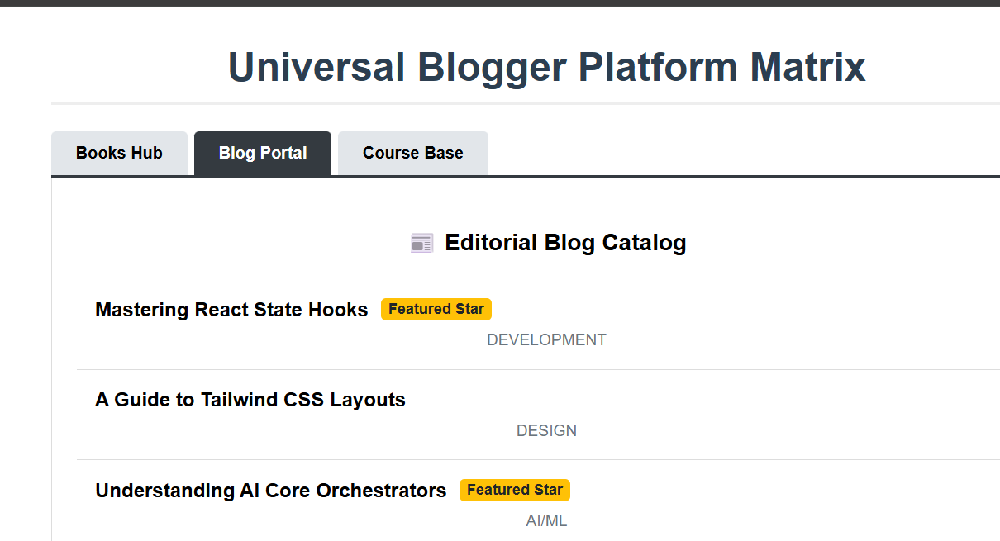 Universal Blogger Platform Matrix
Books Hub Blog Portal Course Base
Editorial Blog Catalog
Mastering React State Hooks Featured Star
DEVELOPMENT
A Guide to Tailwind CSS Layouts
DESIGN
Understanding AI Core Orchestrators Featured Star
AI/ML